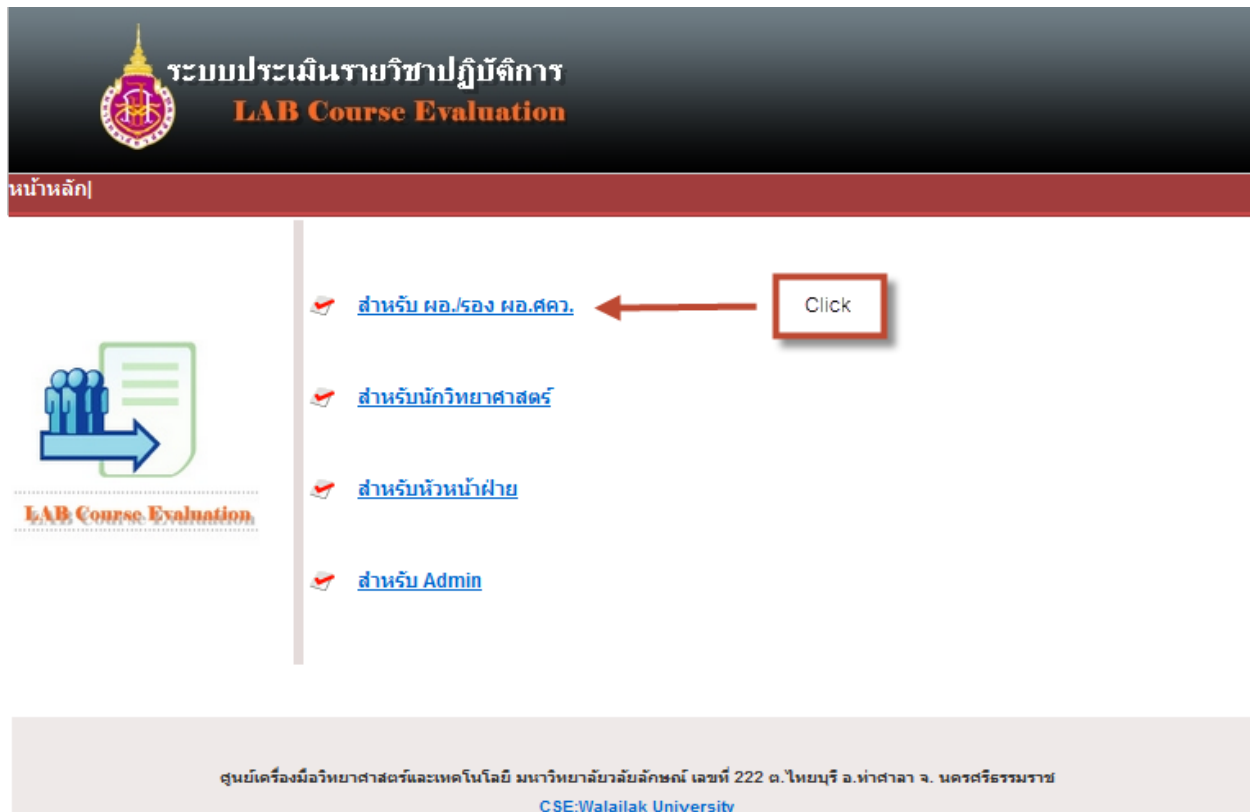 ระบบประเมินรายวิชาปฏิบัติการ
LAB Course Evaluation
หน้าหลัก|
สำหรับ ผอ./รอง ผอ.ศคว.
Click
สำหรับนักวิทยาศาสตร์
สำหรับหัวหน้าฝ่าย
LAB Course Evaluation
สำหรับ Admin
ศูนย์เครื่องมือวิทยาศาสตร์และเทคโนโลยี มหาวิทยาลัยวลัยลักษณ์ เลขที่ 222 ต.ไทยบุรี อ.ท่าศาลา จ. นครศรีธรรมราช
CSE:Walailak University